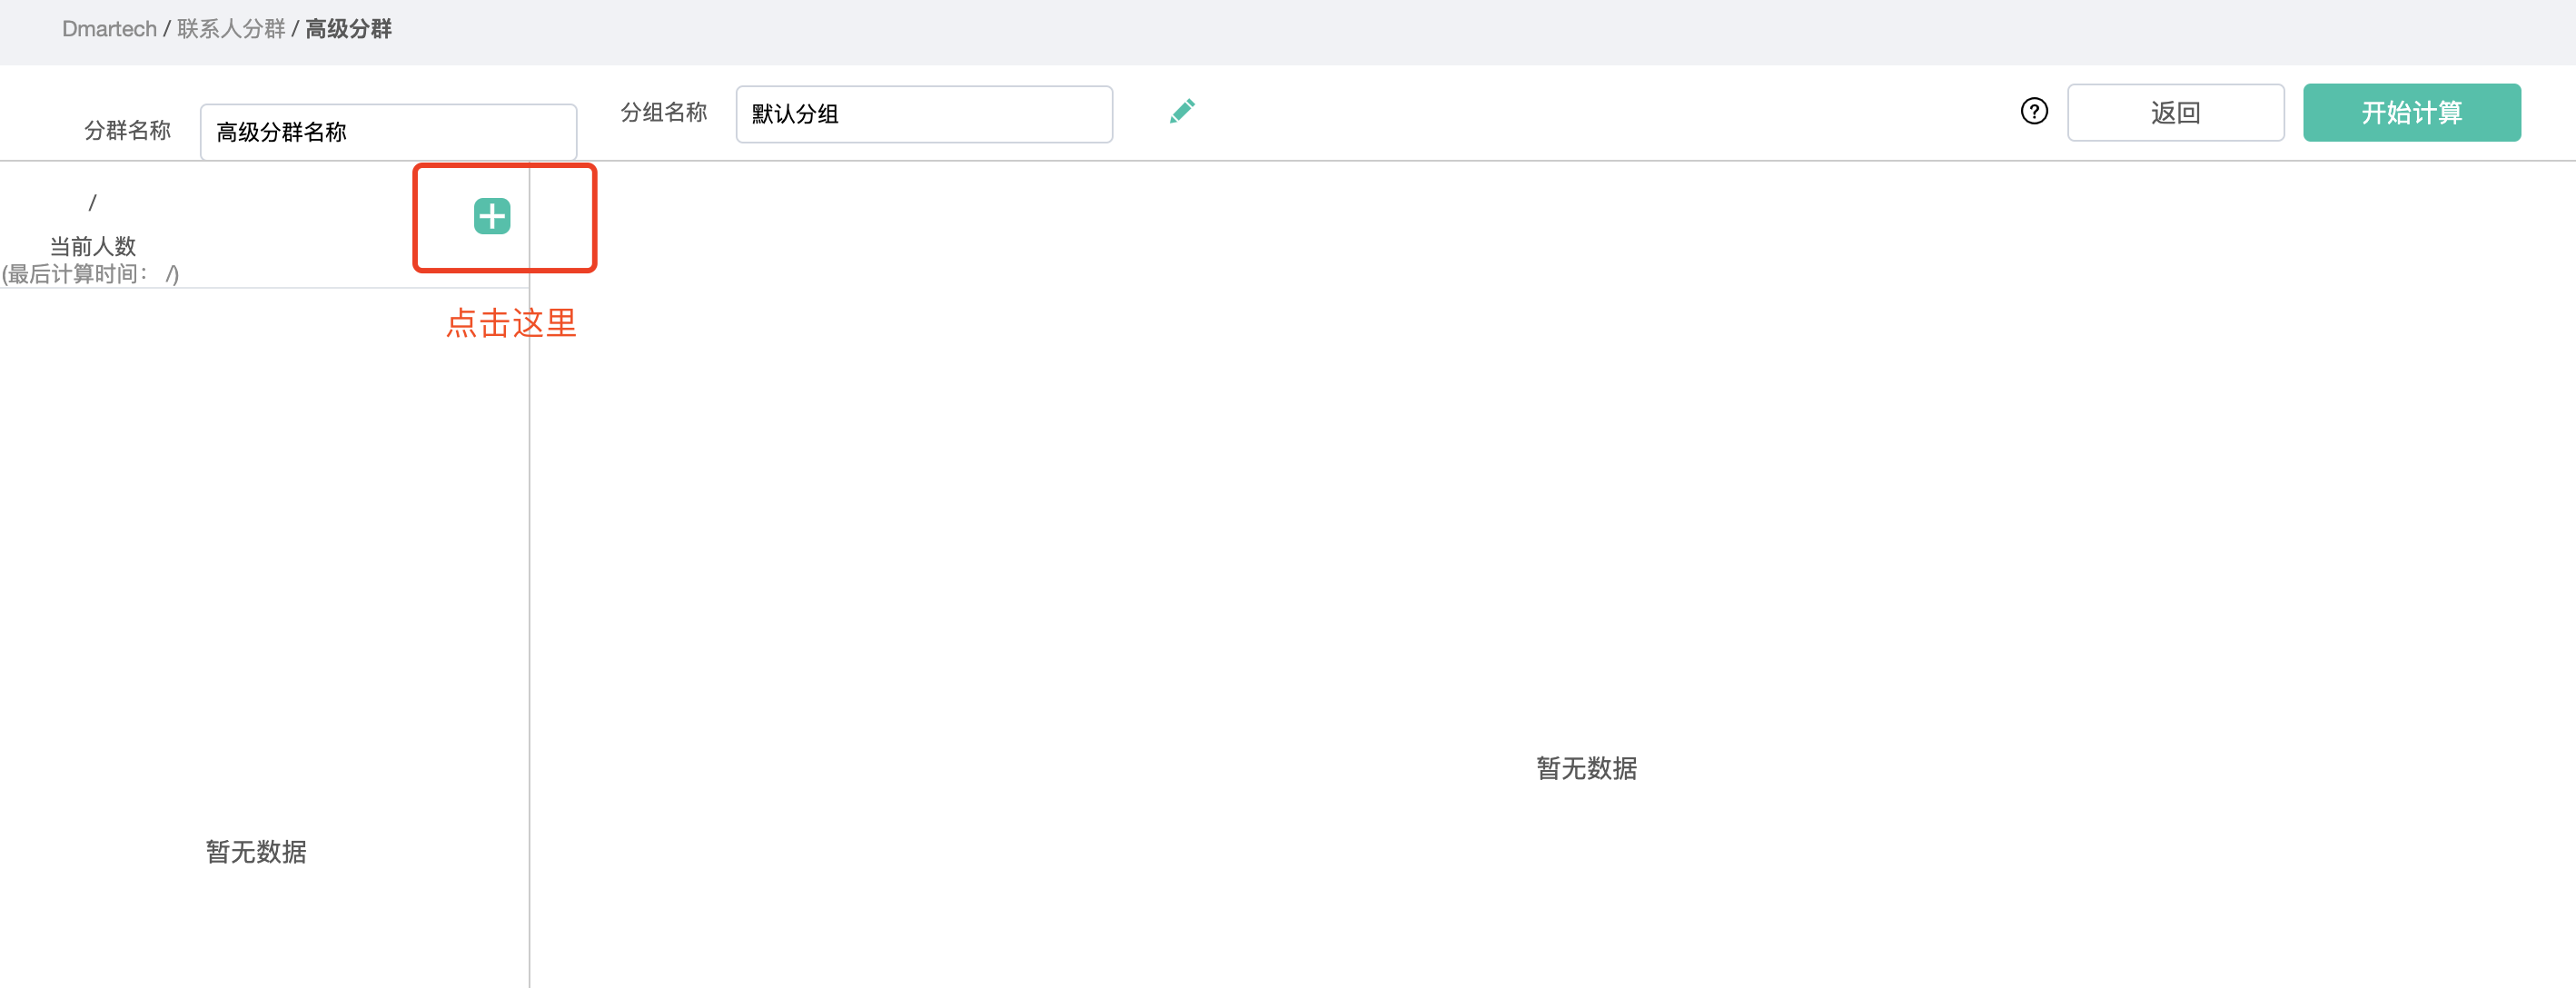 Dmartech / 联系人分群 / 高级分群
分群名称 高级分群名称 分组名称 默认分组 返回 开始计算
/
当前人数
(最后计算时间： /)
点击这里
暂无数据
暂无数据